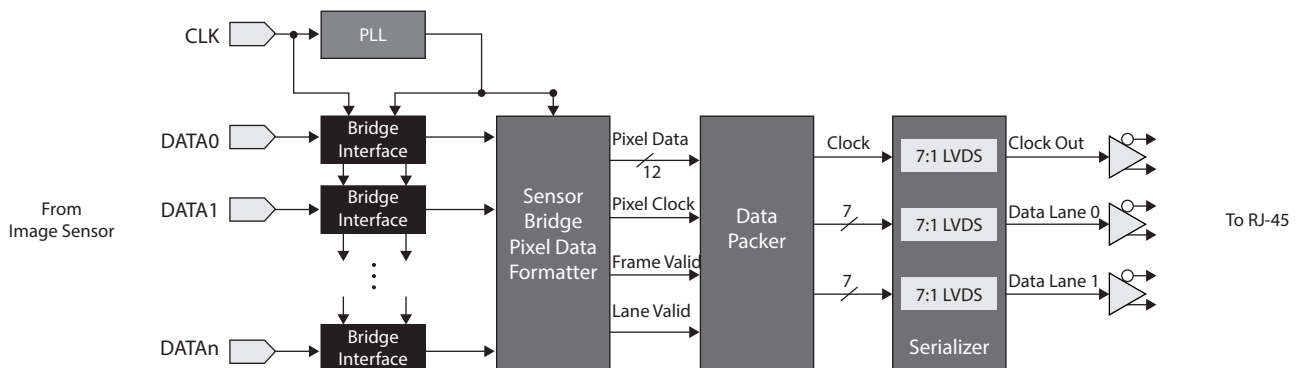 CLK
PLL
DATA0
Bridge
Interface
DATA1
Bridge
Interface
DATAn
Bridge
Interface
From
Image Sensor
Sensor
Bridge
Pixel Data
Formatter
Pixel Data
12
Pixel Clock
Frame Valid
Lane Valid
Data
Packer
Clock
7
7
7:1 LVDS
7:1 LVDS
7:1 LVDS
Serializer
Clock Out
Data Lane 0
Data Lane 1
To RJ-45